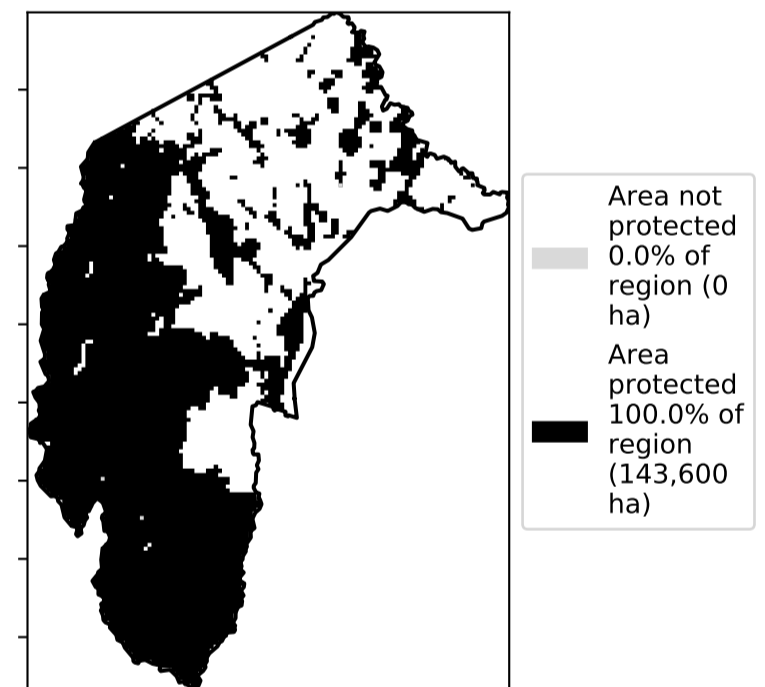 Area not
protected
0.0% of
region (0
ha)
Area
protected
100.0% of
region
(143,600
ha)